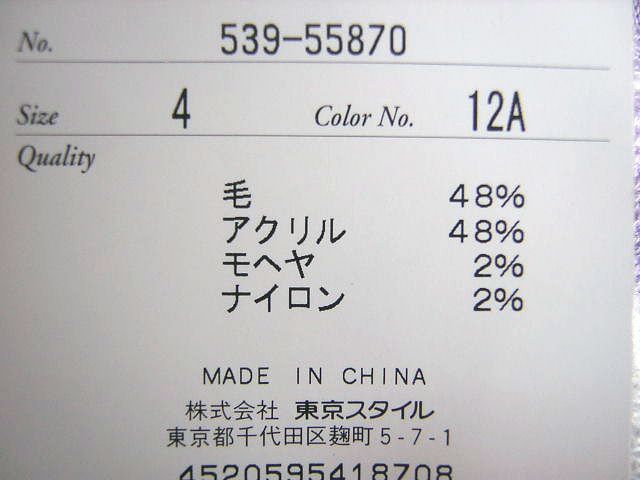 No. 539-55870
Size 4 Color No. 12A
Quality
毛 48%
アクリル 48%
モヘヤ 2%
ナイロン 2%
MADE IN CHINA
株式会社 東京スタイル
東京都千代田区麹町5-7-1
4520595418708